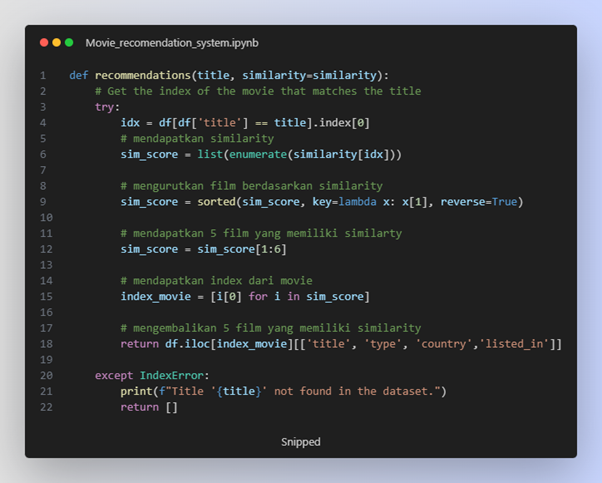 Movie_recomendation_system.ipynb
1 def recommendations(title, similarity=similarity):
2 # Get the index of the movie that matches the title
3 try:
4 idx = df[df['title'] == title].index[0]
5 # mendapatkan similarity
6 sim_score = list(enumerate(similarity[idx]))
7
8 # mengurutkan film berdasarkan similarity
9 sim_score = sorted(sim_score, key=lambda x: x[1], reverse=True)
10
11 # mendapatkan 5 film yang memiliki similarty
12 sim_score = sim_score[1:6]
13
14 # mendapatkan index dari movie
15 index_movie = [i[0] for i in sim_score]
16
17 # mengembalikan 5 film yang memiliki similarity
18 return df.iloc[index_movie][['title', 'type', 'country','listed_in']]
19
20 except IndexError:
21 print(f"Title '{title}' not found in the dataset.")
22 return []
Snipped